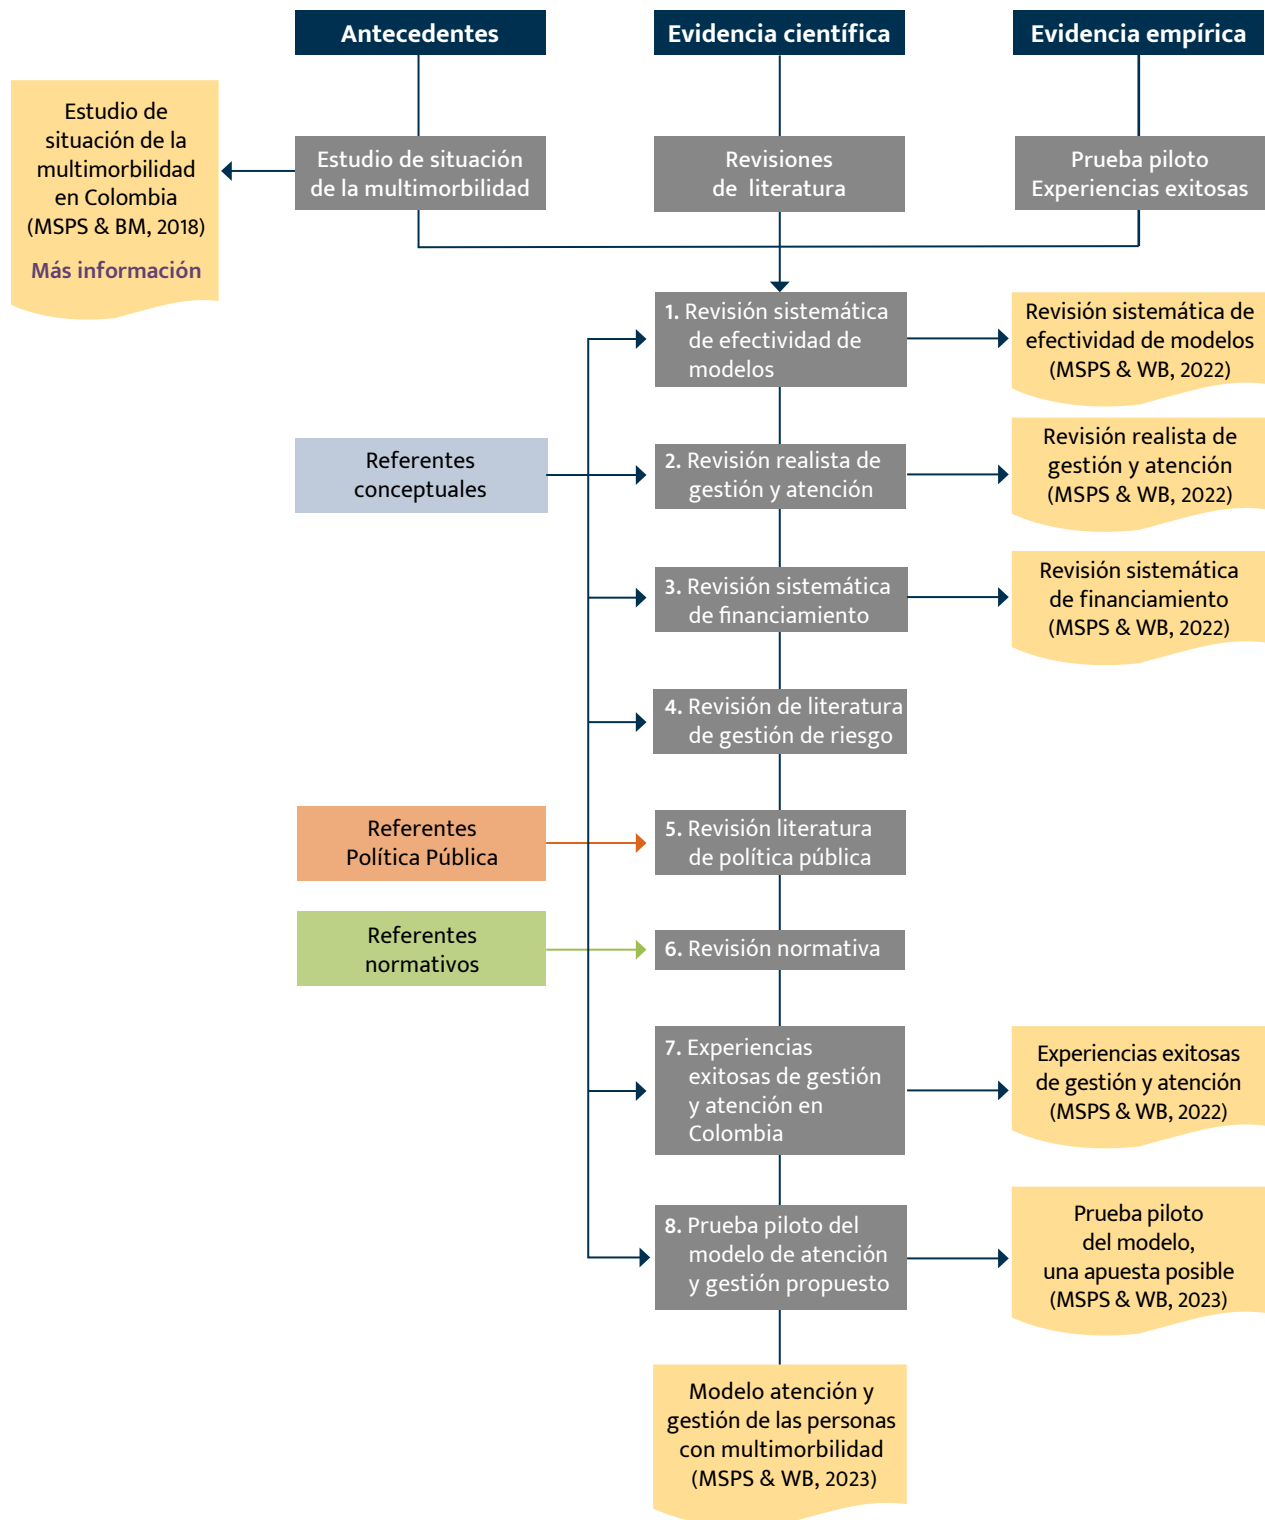 Antecedentes
Evidencia científica
Evidencia empírica
Estudio de
situación de la
multimorbilidad
en Colombia
(MSPS & BM, 2018)
Más información
Estudio de situación
de la multimorbilidad
Revisiones
de literatura
Prueba piloto
Experiencias exitosas
1. Revisión sistemática
de efectividad de
modelos
Revisión sistemática de
efectividad de modelos
(MSPS & WB, 2022)
Referentes
conceptuales
2. Revisión realista de
gestión y atención
Revisión realista de
gestión y atención
(MSPS & WB, 2022)
3. Revisión sistemática
de financiamiento
Revisión sistemática
de financiamiento
(MSPS & WB, 2022)
4. Revisión de literatura
de gestión de riesgo
Referentes
Política Pública
5. Revisión literatura
de política pública
Referentes
normativos
6. Revisión normativa
7. Experiencias
exitosas de gestión
y atención en
Colombia
Experiencias exitosas
de gestión y atención
(MSPS & WB, 2022)
8. Prueba piloto del
modelo de atención
y gestión propuesto
Prueba piloto
del modelo,
una apuesta posible
(MSPS & WB, 2023)
Modelo atención y
gestión de las personas
con multimorbilidad
(MSPS & WB, 2023)